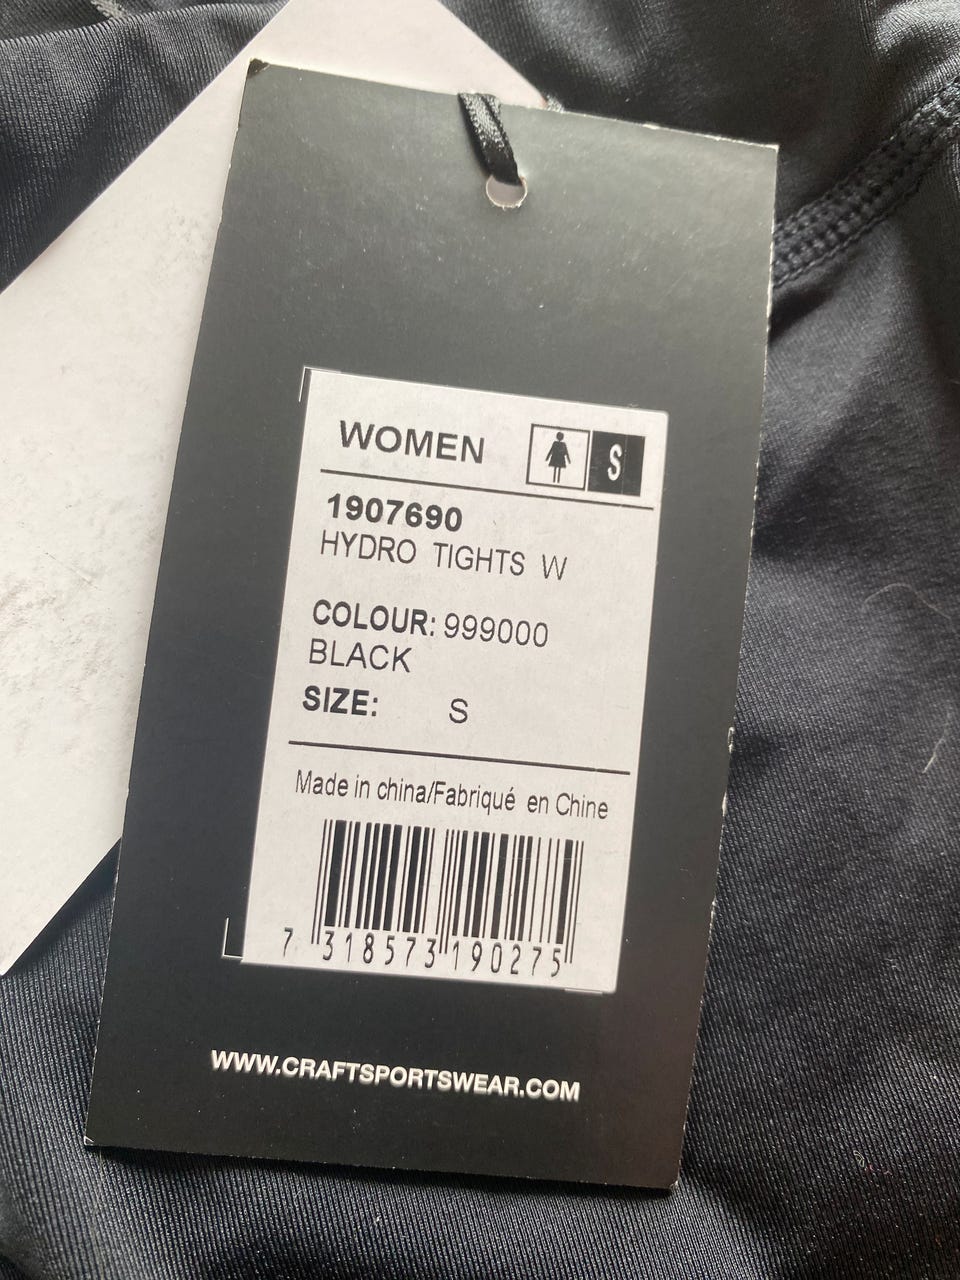 WOMEN S
1907690
HYDRO TIGHTS W
COLOUR: 999000
BLACK
SIZE: S
Made in china/Fabriqué en Chine
7 318573 190275
WWW.CRAFTSPORTSWEAR.COM